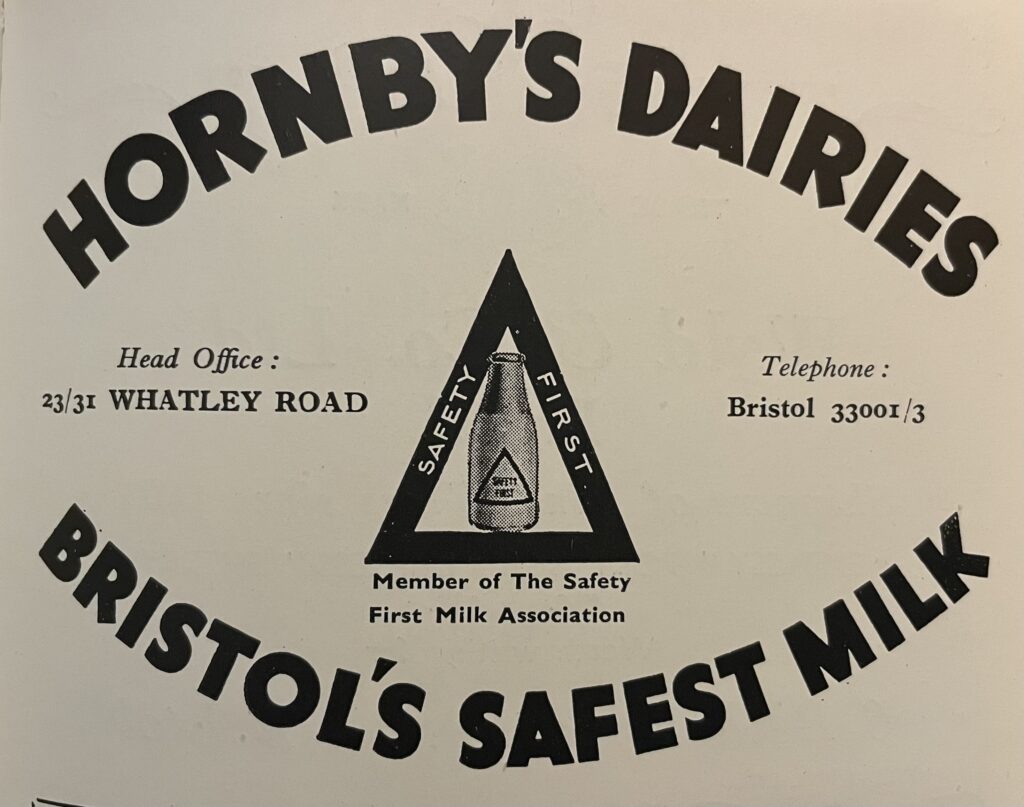 HORNBY'S DAIRIES
Head Office :
23/31 WHATLEY ROAD
Telephone :
Bristol 33001/3
SAFETY FIRST
SAFETY
FIRST
Member of The Safety
First Milk Association
BRISTOL'S SAFEST MILK